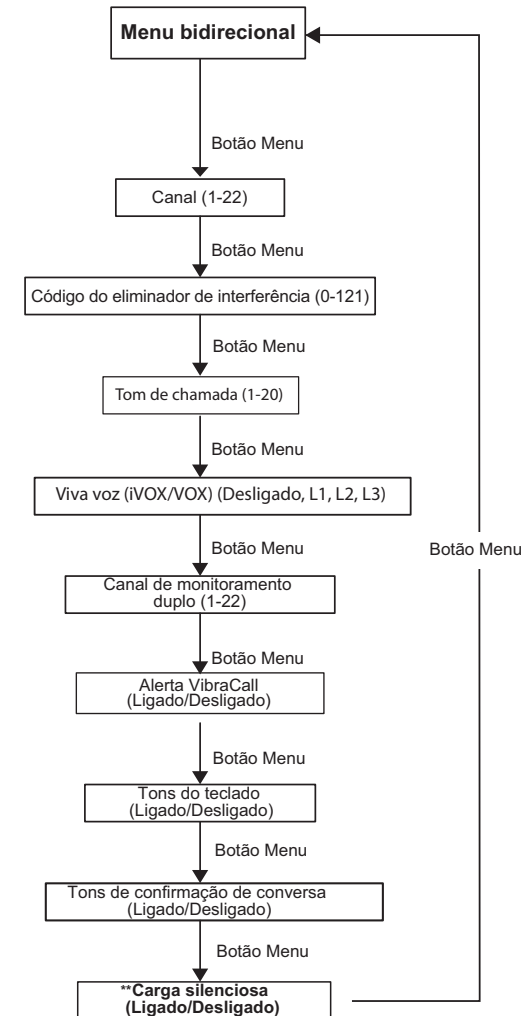 Menu bidirecional
Botão Menu
Canal (1-22)
Botão Menu
Código do eliminador de interferência (0-121)
Botão Menu
Tom de chamada (1-20)
Botão Menu
Viva voz (iVOX/VOX) (Desligado, L1, L2, L3)
Botão Menu
Botão Menu
Canal de monitoramento
duplo (1-22)
Botão Menu
Alerta VibraCall
(Ligado/Desligado)
Botão Menu
Tons do teclado
(Ligado/Desligado)
Botão Menu
Tons de confirmação de conversa
(Ligado/Desligado)
Botão Menu
**Carga silenciosa
(Ligado/Desligado)